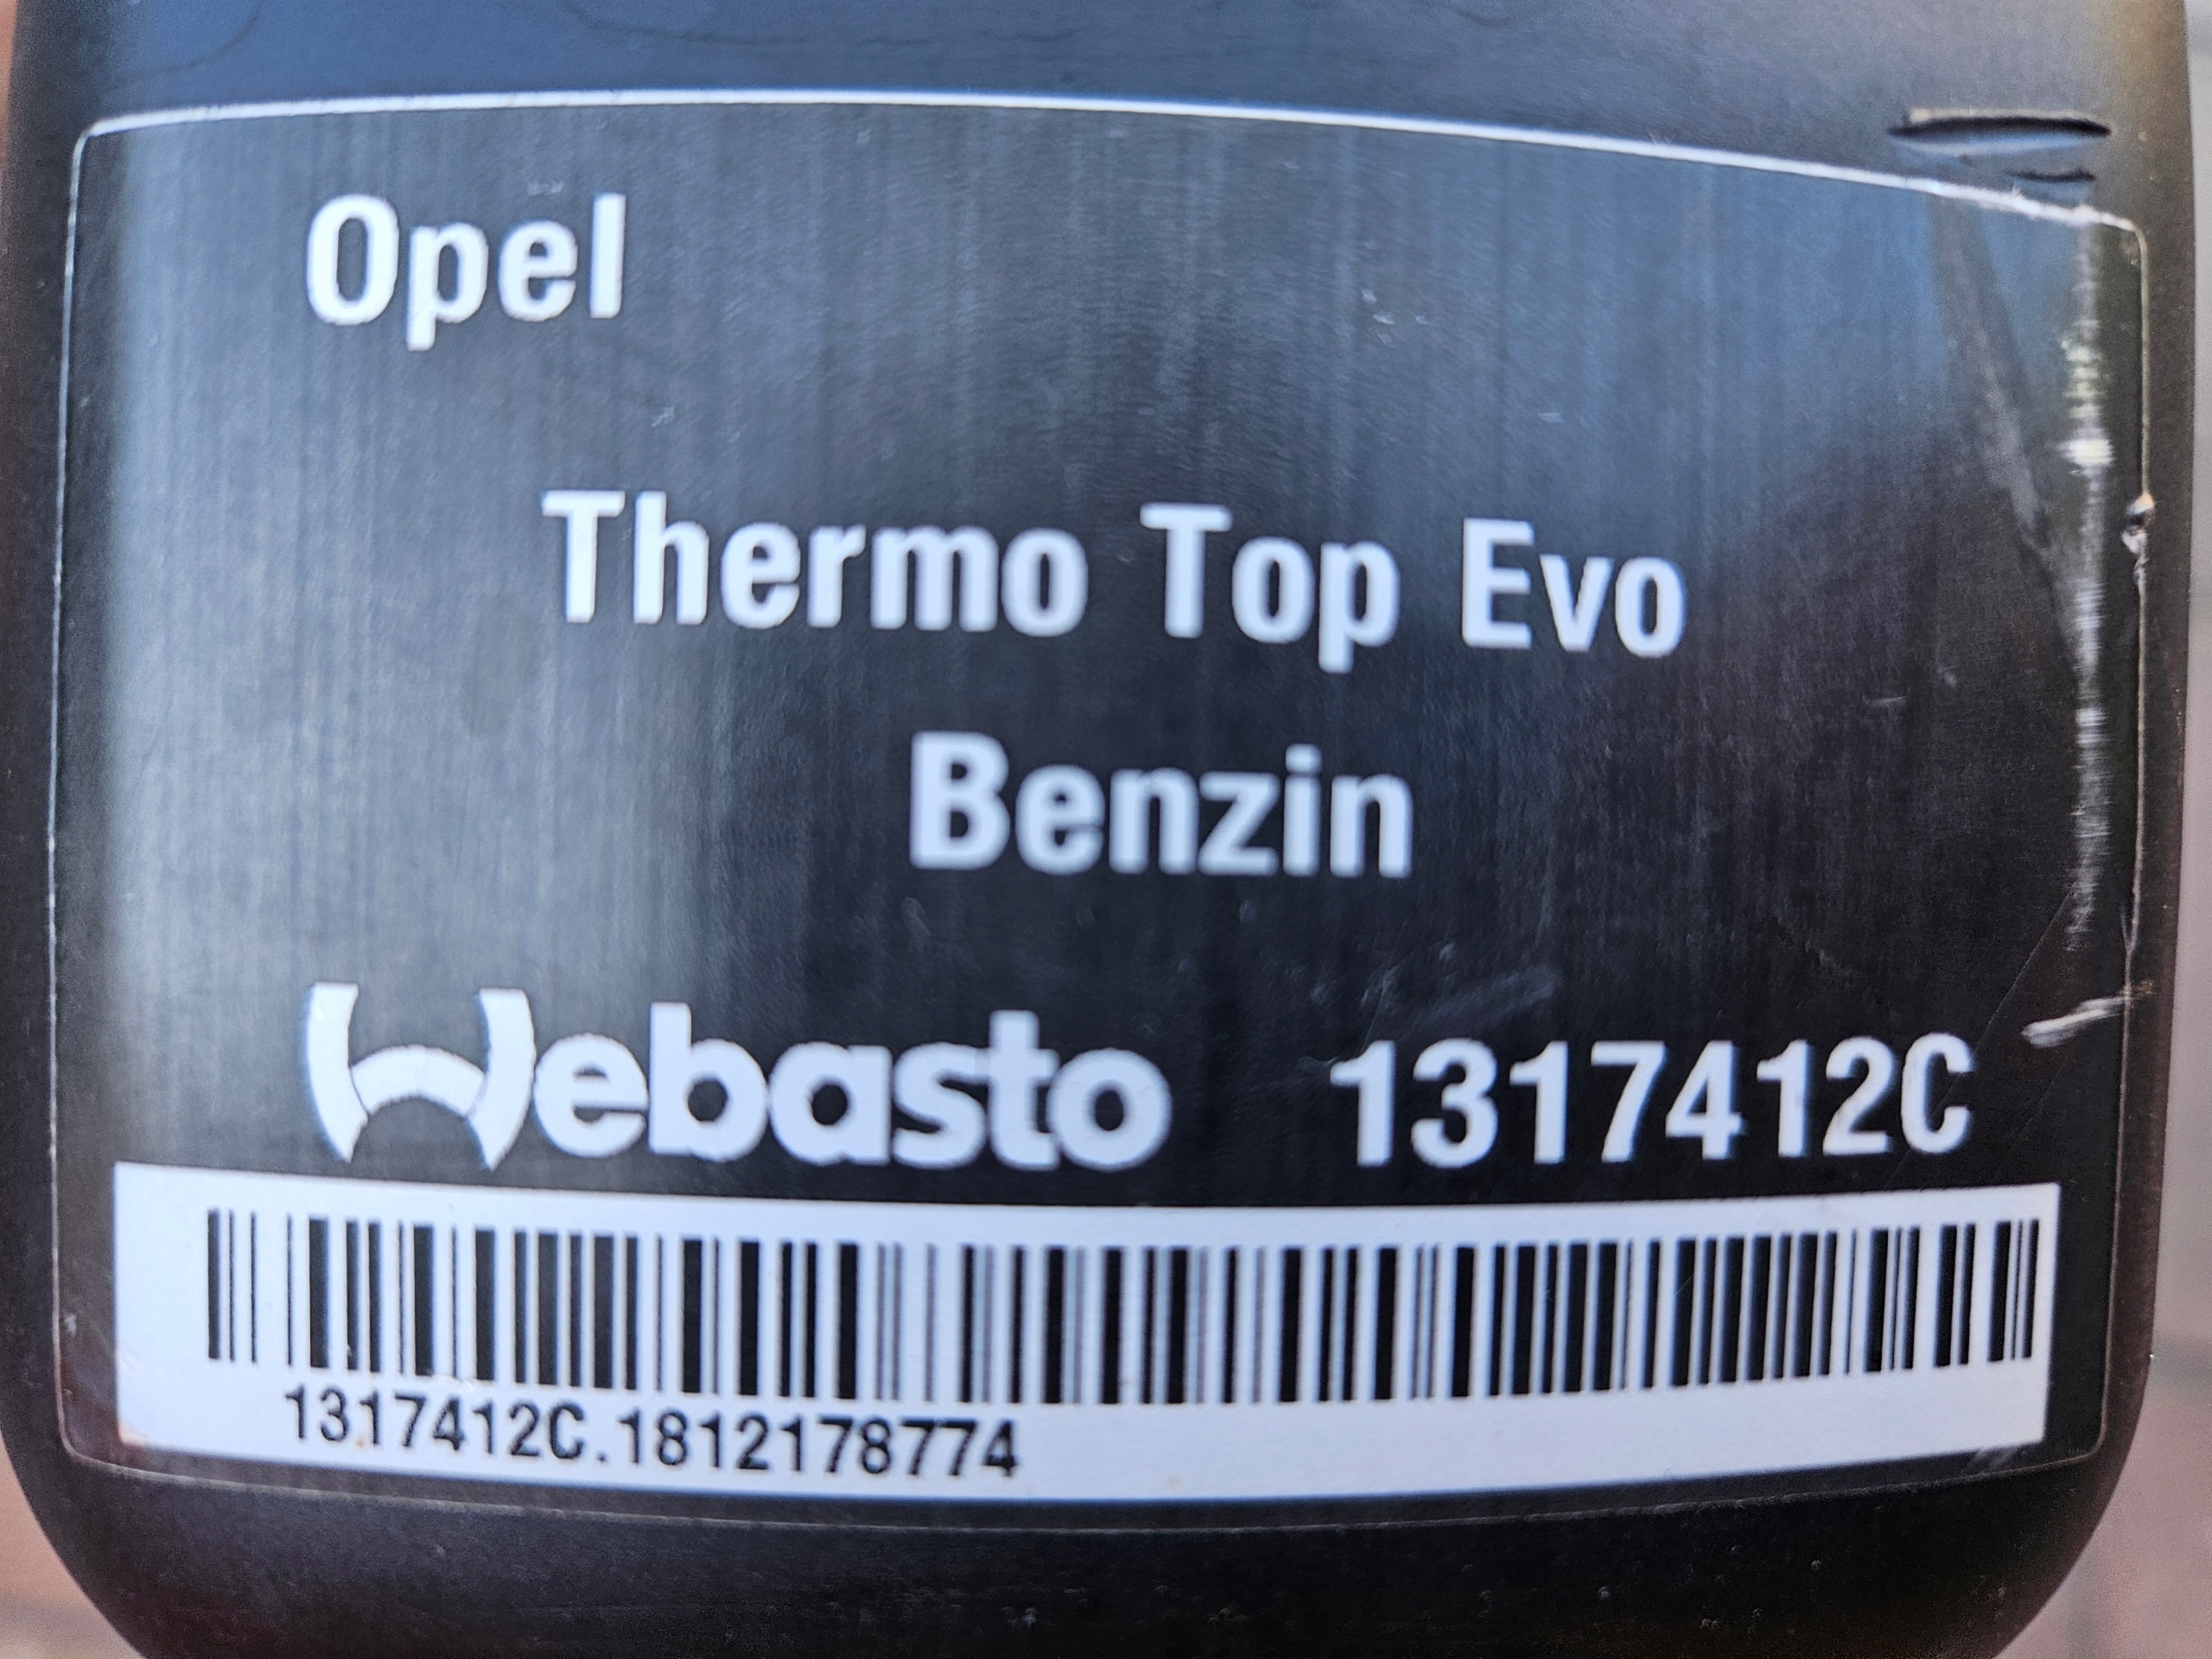 Opel
Thermo Top Evo
Benzin
Webasto 1317412C
1317412C.1812178774